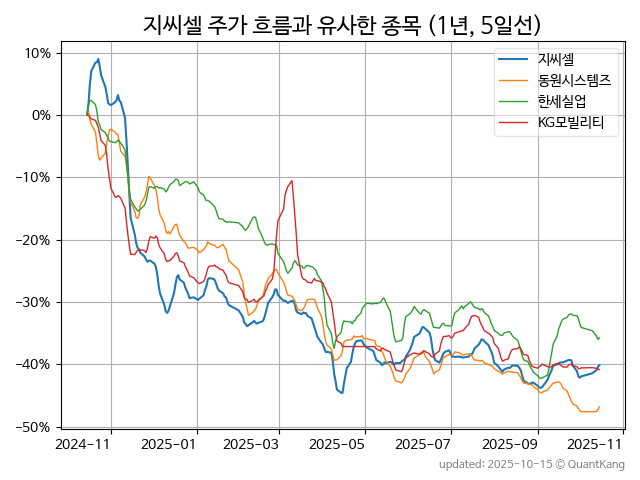 지씨셀 주가 흐름과 유사한 종목 (1년, 5일선)
지씨셀
동원시스템즈
한세실업
KG모빌리티
10%
0%
−10%
−20%
−30%
−40%
−50%
2024-11
2025-01
2025-03
2025-05
2025-07
2025-09
2025-11
updated: 2025-10-15 © QuantKang